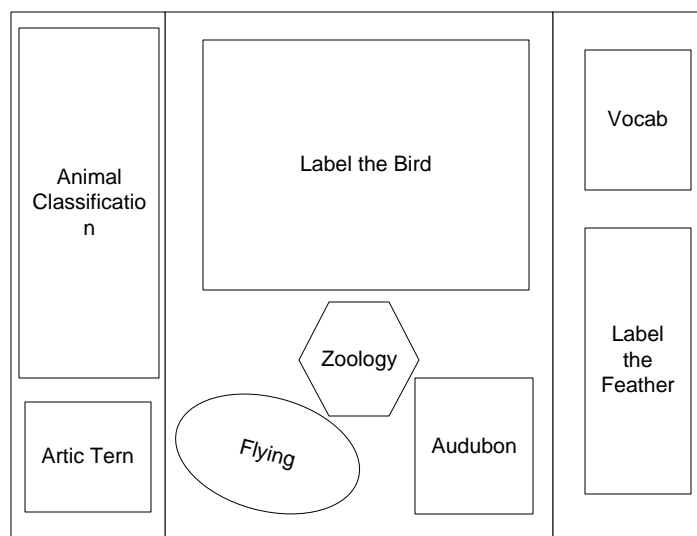 Animal
Classificatio
n
Artic Tern
Label the Bird
Zoology
Flying
Audubon
Vocab
Label
the
Feather